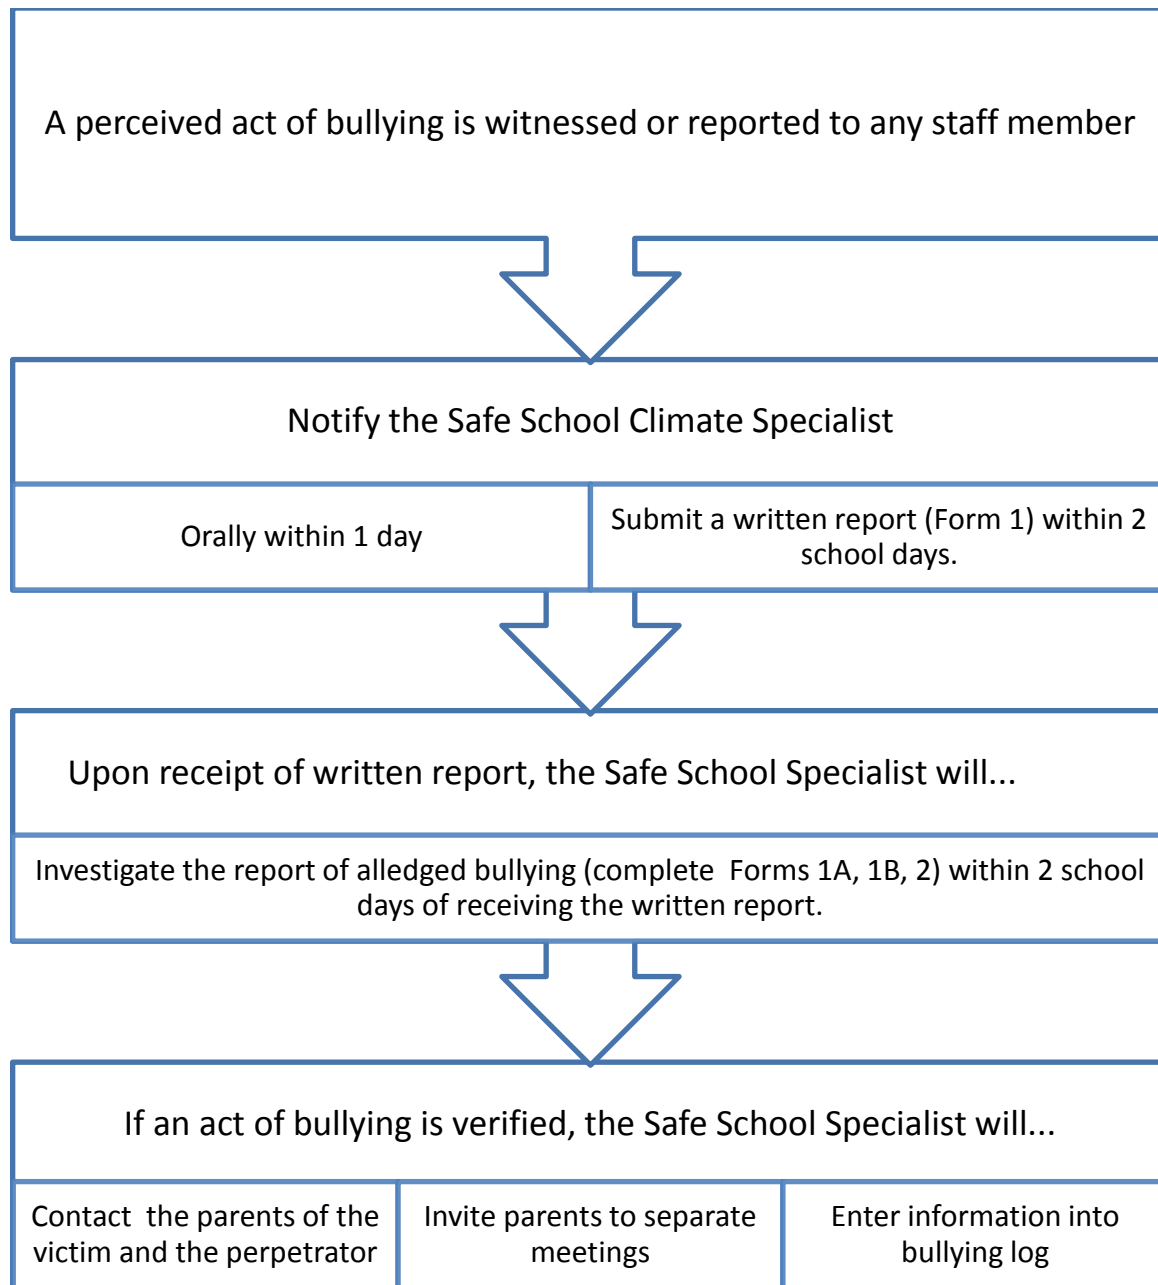 A perceived act of bullying is witnessed or reported to any staff member
Notify the Safe School Climate Specialist
Orally within 1 day
Submit a written report (Form 1) within 2
school days.
Upon receipt of written report, the Safe School Specialist will...
Investigate the report of alledged bullying (complete  Forms 1A, 1B, 2) within 2 school
days of receiving the written report.
If an act of bullying is verified, the Safe School Specialist will...
Contact  the parents of the
victim and the perpetrator
Invite parents to separate
meetings
Enter information into
bullying log